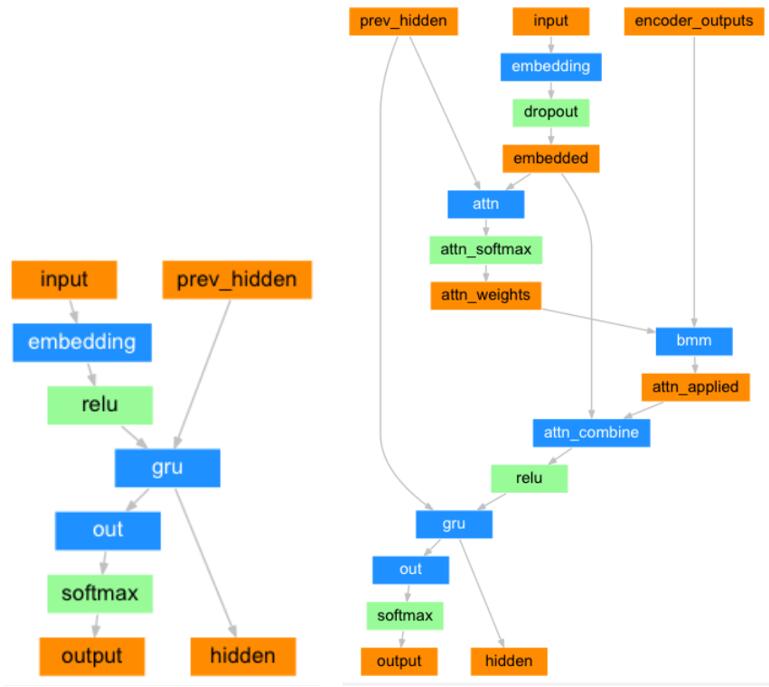 input
prev_hidden
embedding
relu
gru
out
softmax
output
hidden
prev_hidden
input
encoder_outputs
embedding
dropout
embedded
attn
attn_softmax
attn_weights
bmm
attn_applied
attn_combine
relu
gru
out
softmax
output
hidden